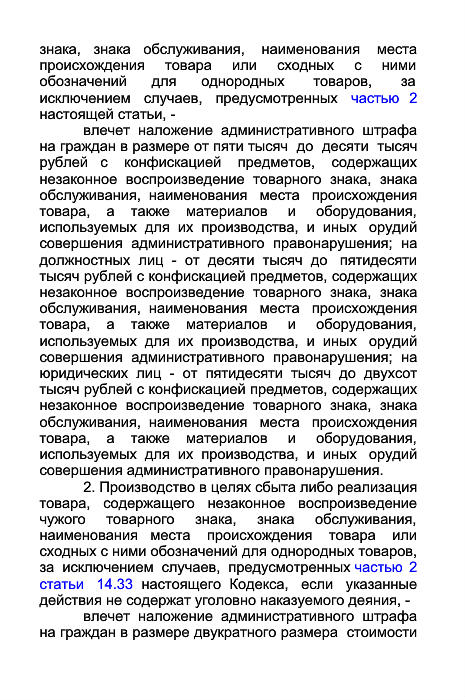 знака, знака обслуживания, наименования места
происхождения товара или сходных с ними
обозначений для однородных товаров, за
исключением случаев, предусмотренных частью 2
настоящей статьи, -
влечет наложение административного штрафа
на граждан в размере от пяти тысяч до десяти тысяч
рублей с конфискацией предметов, содержащих
незаконное воспроизведение товарного знака, знака
обслуживания, наименования места происхождения
товара, а также материалов и оборудования,
используемых для их производства, и иных орудий
совершения административного правонарушения; на
должностных лиц - от десяти тысяч до пятидесяти
тысяч рублей с конфискацией предметов, содержащих
незаконное воспроизведение товарного знака, знака
обслуживания, наименования места происхождения
товара, а также материалов и оборудования,
используемых для их производства, и иных орудий
совершения административного правонарушения; на
юридических лиц - от пятидесяти тысяч до двухсот
тысяч рублей с конфискацией предметов, содержащих
незаконное воспроизведение товарного знака, знака
обслуживания, наименования места происхождения
товара, а также материалов и оборудования,
используемых для их производства, и иных орудий
совершения административного правонарушения.
2. Производство в целях сбыта либо реализация
товара, содержащего незаконное воспроизведение
чужого товарного знака, знака обслуживания,
наименования места происхождения товара или
сходных с ними обозначений для однородных товаров,
за исключением случаев, предусмотренных частью 2
статьи 14.33 настоящего Кодекса, если указанные
действия не содержат уголовно наказуемого деяния, -
влечет наложение административного штрафа
на граждан в размере двукратного размера стоимости